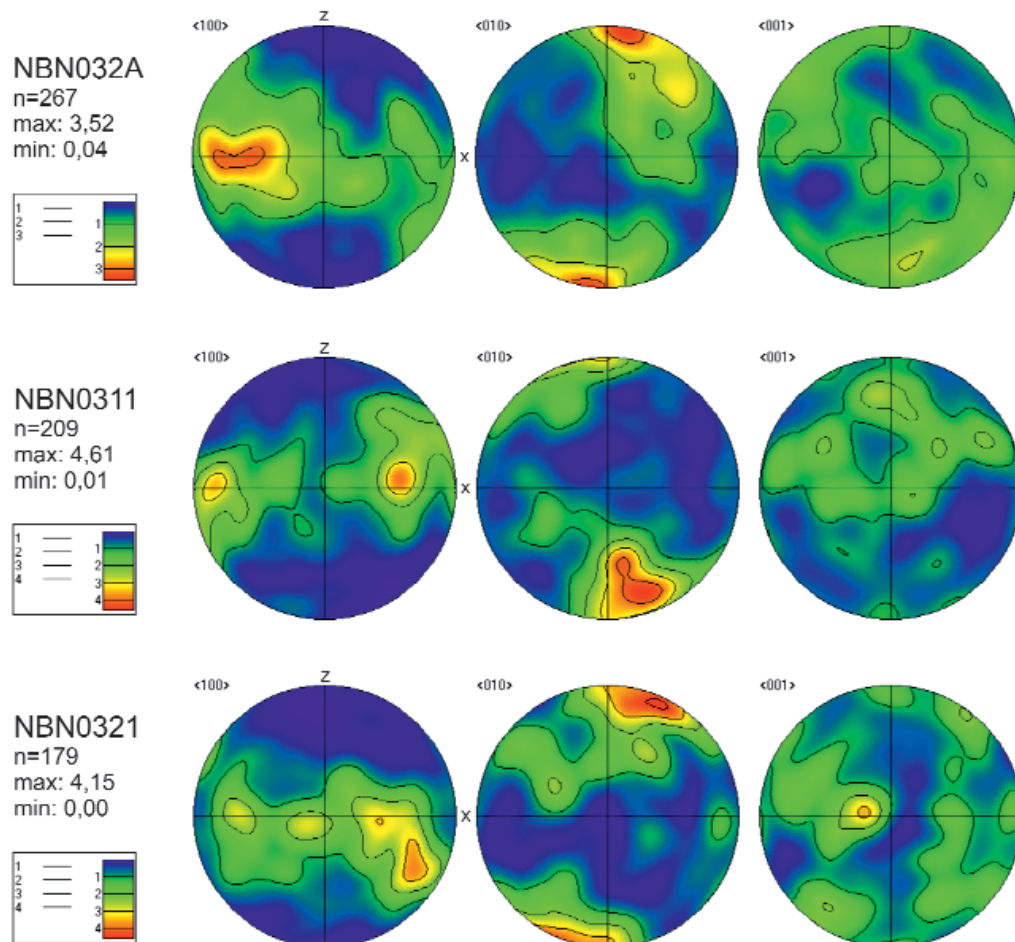 <100>
Z
<010>
<001>
NBN032A
n=267
max: 3,52
min: 0,04
X
1
2
3
1
2
3
<100>
Z
<010>
<001>
NBN0311
n=209
max: 4,61
min: 0,01
X
1
2
3
4
1
2
3
4
<100>
Z
<010>
<001>
NBN0321
n=179
max: 4,15
min: 0,00
X
1
2
3
4
1
2
3
4